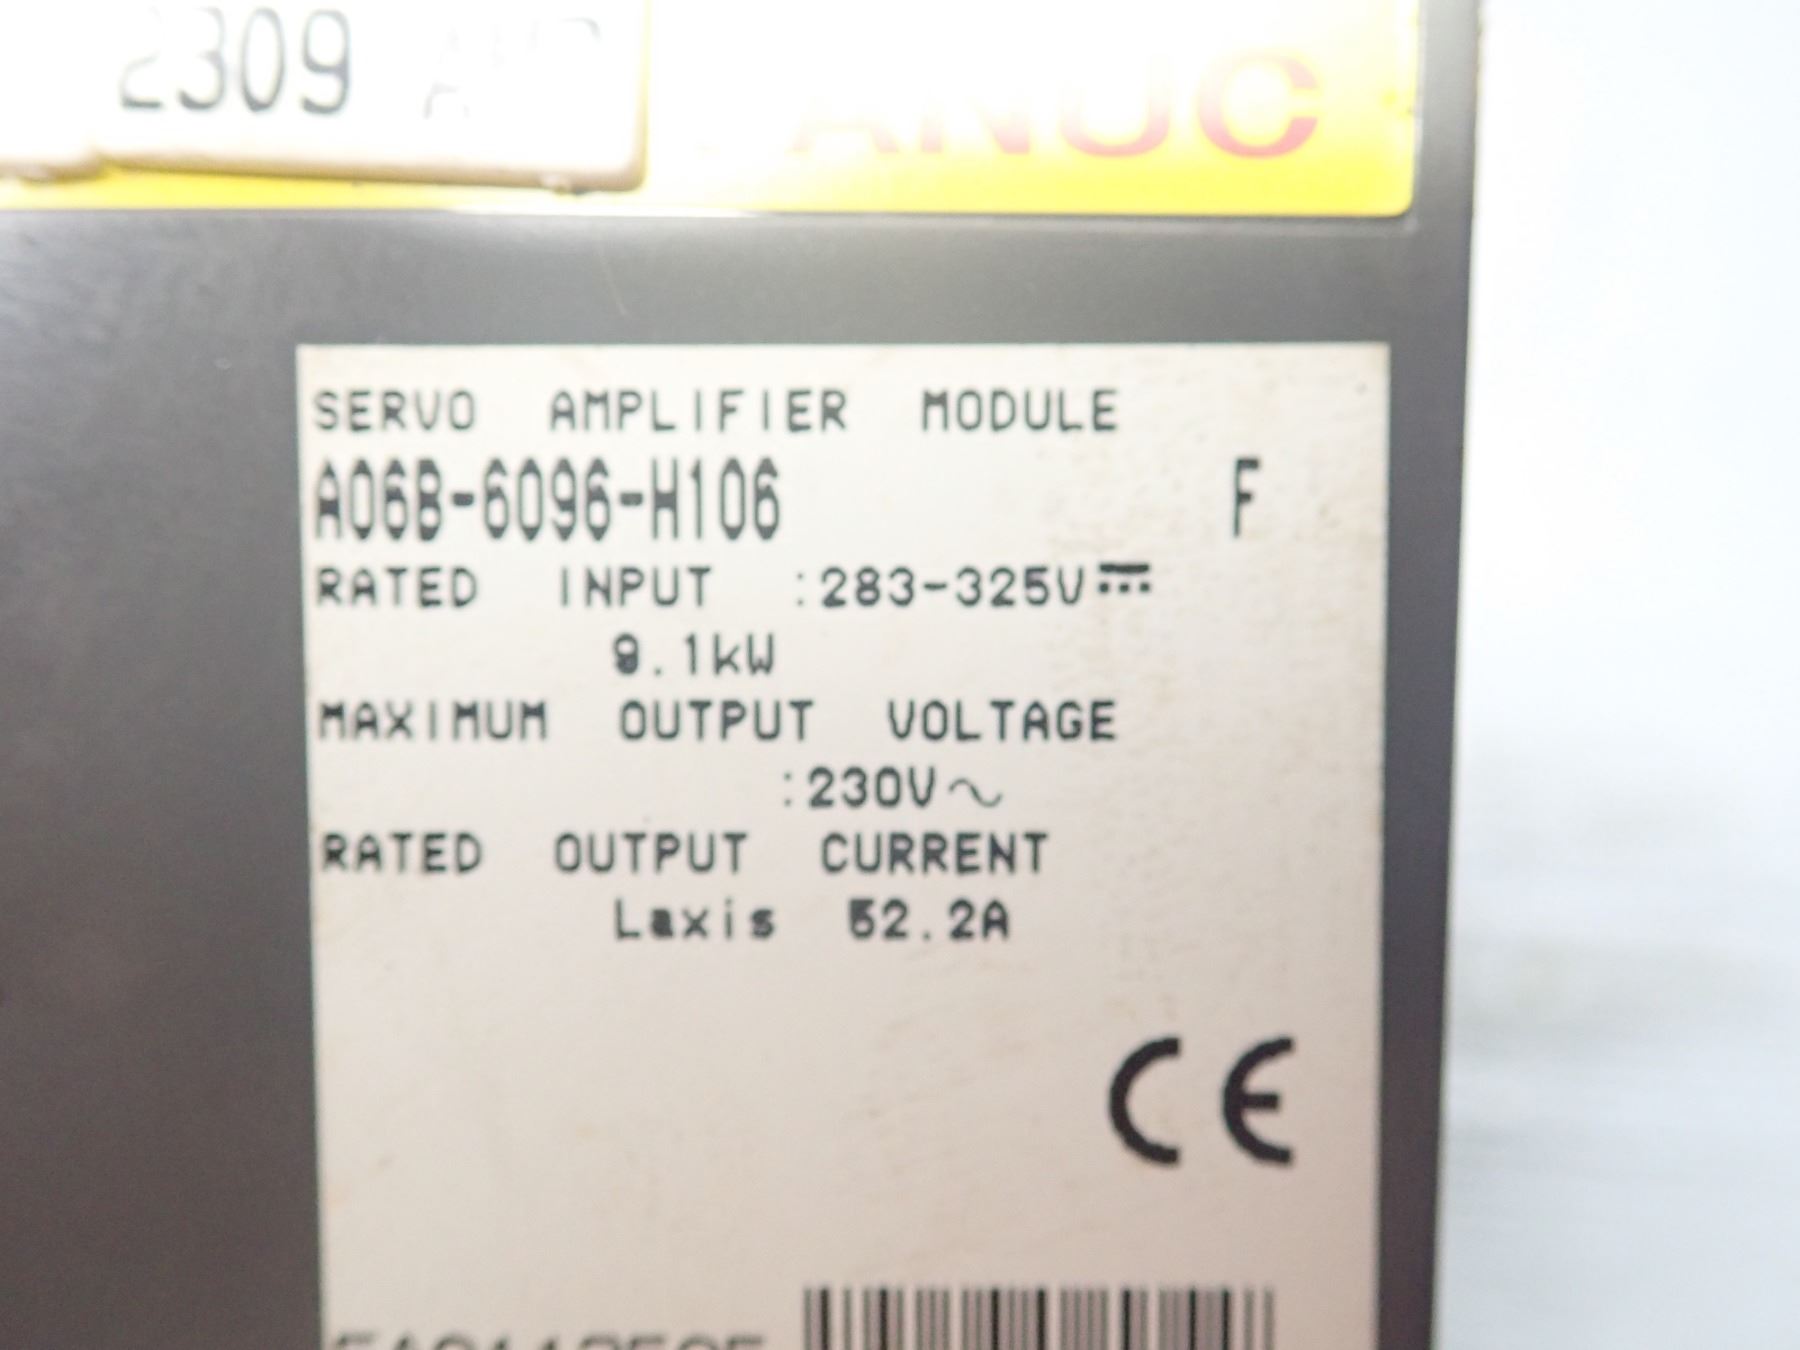 2309
FANUC
SERVO AMPLIFIER MODULE
A06B-6096-H106 F
RATED INPUT :283-325V⎓
9.1kW
MAXIMUM OUTPUT VOLTAGE
:230V~
RATED OUTPUT CURRENT
Laxis 52.2A
CE